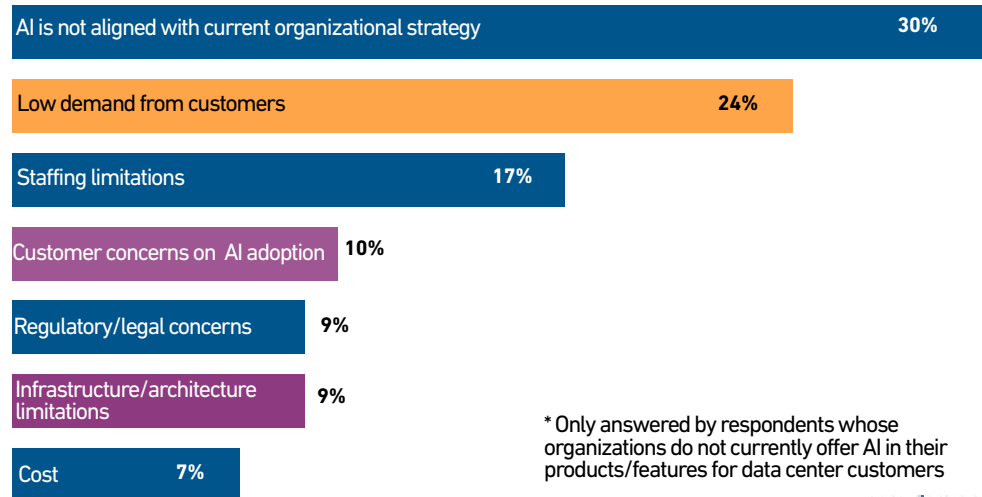 AI is not aligned with current organizational strategy 30%
Low demand from customers 24%
Staffing limitations 17%
Customer concerns on AI adoption 10%
Regulatory/legal concerns 9%
Infrastructure/architecture
limitations 9%
Cost 7%
* Only answered by respondents whose
organizations do not currently offer AI in their
products/features for data center customers